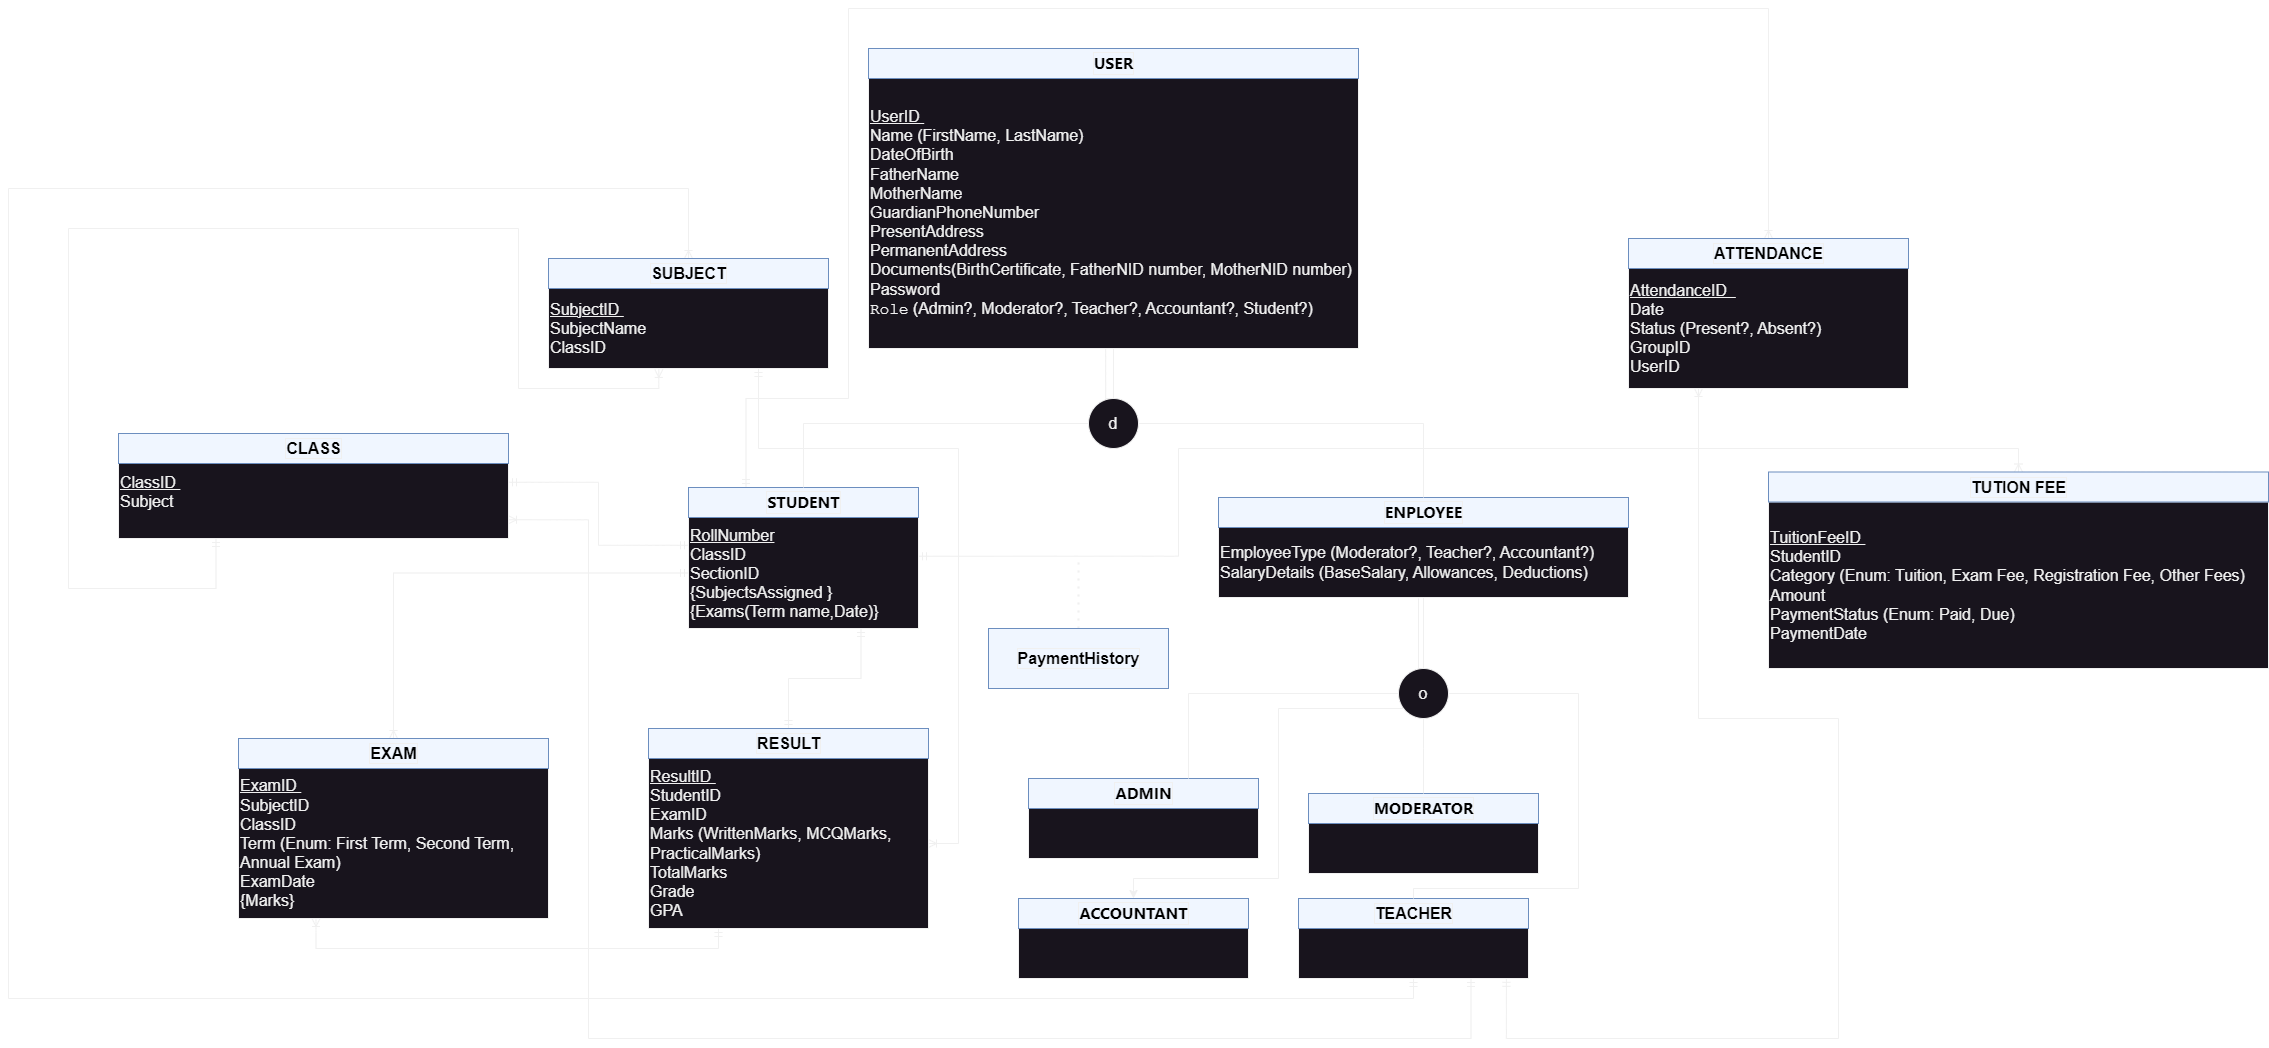 USER
UserID
Name (FirstName, LastName)
DateOfBirth
FatherName
MotherName
GuardianPhoneNumber
PresentAddress
PermanentAddress
Documents(BirthCertificate, FatherNID number, MotherNID number)
Password
Role (Admin?, Moderator?, Teacher?, Accountant?, Student?)
SUBJECT
SubjectID
SubjectName
ClassID
ATTENDANCE
AttendanceID
Date
Status (Present?, Absent?)
GroupID
UserID
d
CLASS
ClassID
Subject
STUDENT
RollNumber
ClassID
SectionID
{SubjectsAssigned }
{Exams(Term name,Date)}
ENPLOYEE
EmployeeType (Moderator?, Teacher?, Accountant?)
SalaryDetails (BaseSalary, Allowances, Deductions)
TUTION FEE
TuitionFeeID
StudentID
Category (Enum: Tuition, Exam Fee, Registration Fee, Other Fees)
Amount
PaymentStatus (Enum: Paid, Due)
PaymentDate
PaymentHistory
o
EXAM
ExamID
SubjectID
ClassID
Term (Enum: First Term, Second Term,
Annual Exam)
ExamDate
{Marks}
RESULT
ResultID
StudentID
ExamID
Marks (WrittenMarks, MCQMarks,
PracticalMarks)
TotalMarks
Grade
GPA
ADMIN
MODERATOR
ACCOUNTANT
TEACHER